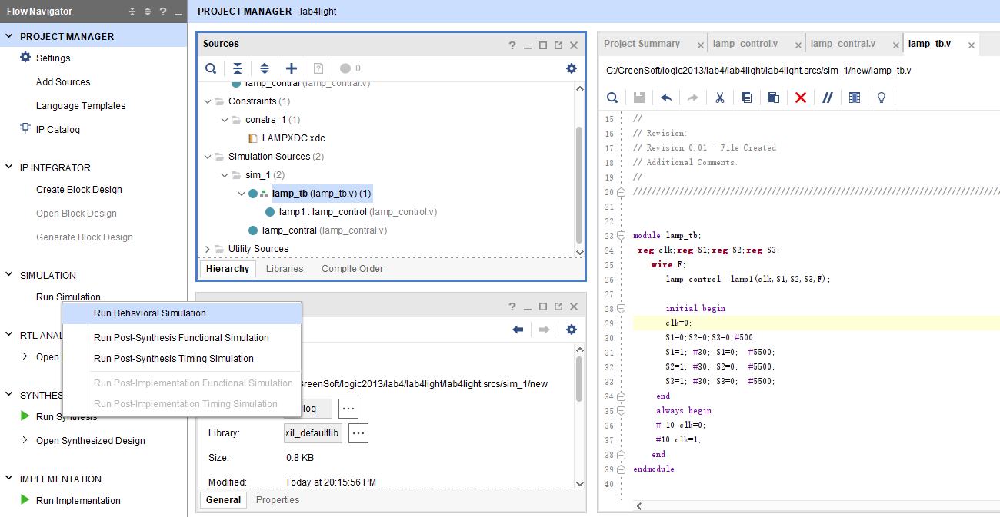 Flow Navigator
PROJECT MANAGER
Settings
Add Sources
Language Templates
IP Catalog
IP INTEGRATOR
Create Block Design
Open Block Design
Generate Block Design
SIMULATION
Run Simulation
Run Behavioral Simulation
Run Post-Synthesis Functional Simulation
Run Post-Synthesis Timing Simulation
Run Post-Implementation Functional Simulation
Run Post-Implementation Timing Simulation
RTL ANAL
Open
SYNTHES
Run Synthesis
Open Synthesized Design
IMPLEMENTATION
Run Implementation
PROJECT MANAGER - lab4light
Sources
0
lamp_contral (lamp_contral.v)
Constraints (1)
constrs_1 (1)
LAMPXDC.xdc
Simulation Sources (2)
sim_1 (2)
lamp_tb (lamp_tb.v) (1)
lamp1 : lamp_control (lamp_control.v)
lamp_contral (lamp_contral.v)
Utility Sources
Hierarchy Libraries Compile Order
GreenSoft/logic2013/lab4/lab4light/lab4light.srcs/sim_1/new
ilog ...
Library: xil_defaultlib ...
Size: 0.8 KB
Modified: Today at 20:15:56 PM
General Properties
Project Summary lamp_control.v lamp_contral.v lamp_tb.v
C:/GreenSoft/logic2013/lab4/lab4light/lab4light.srcs/sim_1/new/lamp_tb.v
15 //
16 // Revision:
17 // Revision 0.01 - File Created
18 // Additional Comments:
19 //
20 //////////////////////////////////////////////////////////////////////////////////
21
22
23 module lamp_tb;
24 reg clk;reg S1;reg S2;reg S3;
25 wire F;
26 lamp_control lamp1(clk,S1,S2,S3,F);
27
28 initial begin
29 clk=0;
30 S1=0;S2=0;S3=0;#500;
31 S1=1; #30; S1=0; #5500;
32 S2=1; #30; S2=0; #5500;
33 S3=1; #30; S3=0; #5500;
34 end
35 always begin
36 # 10 clk=0;
37 #10 clk=1;
38 end
39 endmodule
40